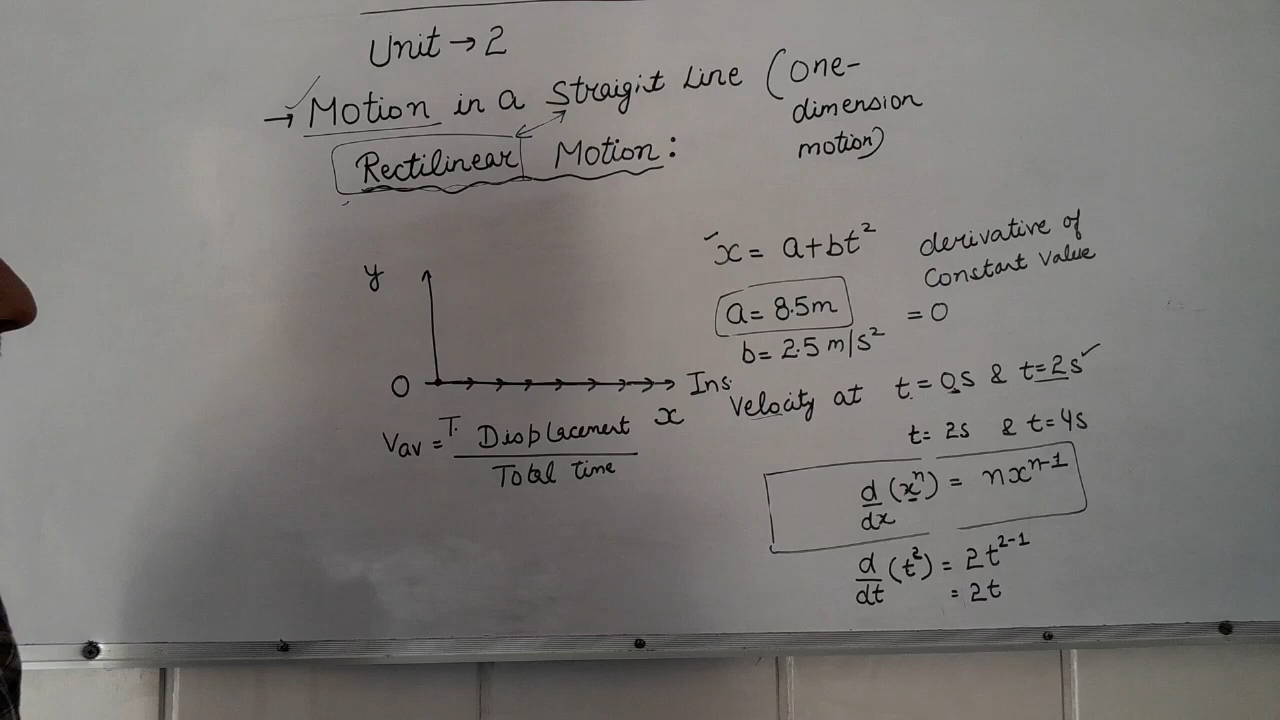 Unit → 2
→ Motion in a Straigit Line (one-
dimension
motion)
Rectilinear Motion:
x = a+bt²
derivative of
Constant Value
= 0
a = 8.5m
b = 2.5 m/s²
y
O
x
Ins. Velocity at t = 0s & t = 2s
t = 2s & t = 4s
Vav = T. Displacement
Total time
d/dx (xⁿ) = nxⁿ⁻¹
d/dt (t²) = 2t²⁻¹
= 2t